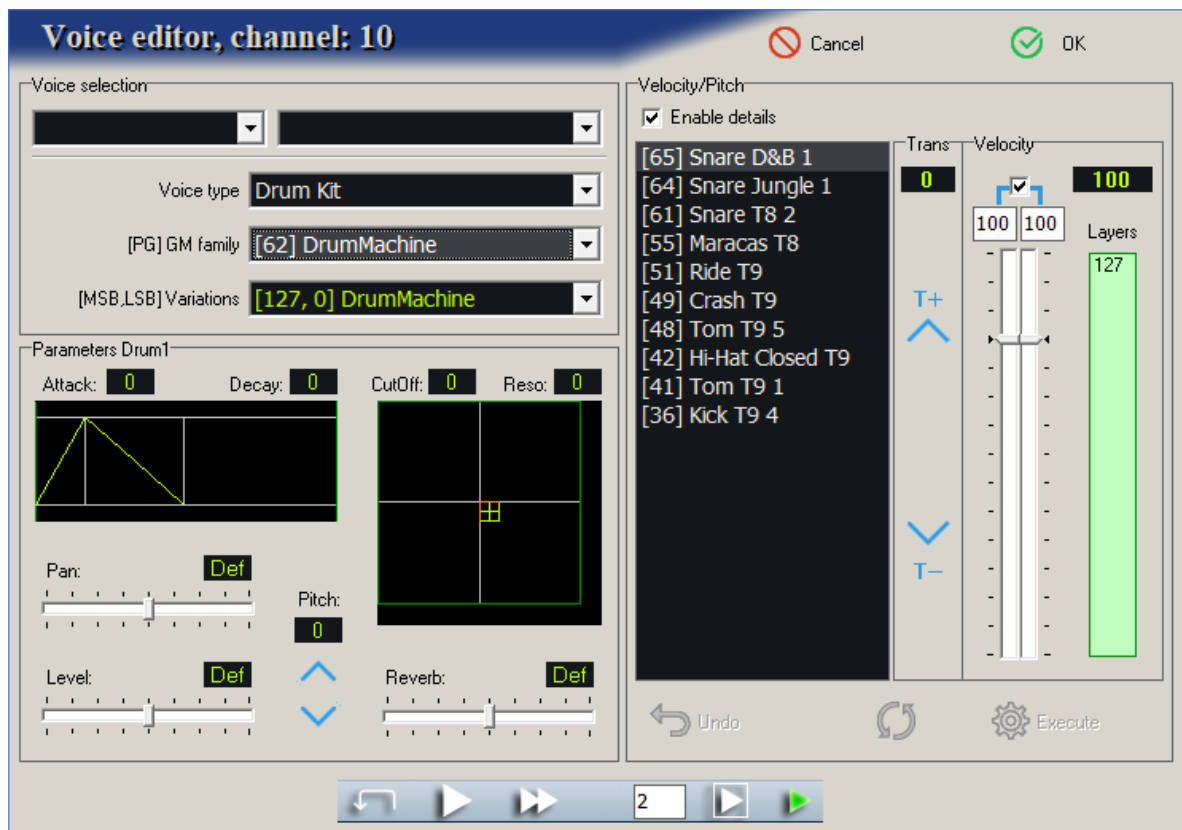 Voice editor, channel: 10
Cancel
OK
Voice selection
Voice type Drum Kit
[PG] GM family [62] DrumMachine
[MSB,LSB] Variations [127, 0] DrumMachine
Parameters Drum1
Attack: 0 Decay: 0 CutOff: 0 Reso: 0
Pan: Def
Pitch:
0
Level: Def
Reverb: Def
Velocity/Pitch
Enable details
[65] Snare D&B 1
[64] Snare Jungle 1
[61] Snare T8 2
[55] Maracas T8
[51] Ride T9
[49] Crash T9
[48] Tom T9 5
[42] Hi-Hat Closed T9
[41] Tom T9 1
[36] Kick T9 4
Trans
0
T+
T−
Velocity
100
100 100
Layers
127
Undo
Execute
2